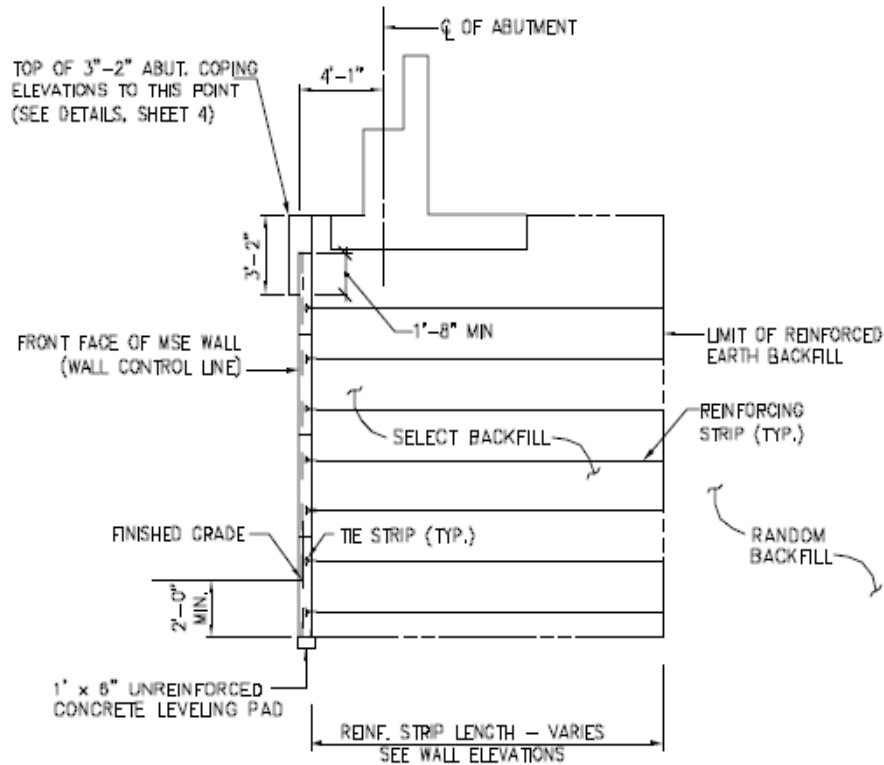 ℄ OF ABUTMENT
TOP OF 3"-2" ABUT. COPING
ELEVATIONS TO THIS POINT
(SEE DETAILS, SHEET 4)
4'-1"
3'-2"
1'-8" MIN
FRONT FACE OF MSE WALL
(WALL CONTROL LINE)
LIMIT OF REINFORCED
EARTH BACKFILL
SELECT BACKFILL
REINFORCING
STRIP (TYP.)
FINISHED GRADE
TIE STRIP (TYP.)
RANDOM
BACKFILL
2'-0"
MIN.
1' x 6" UNREINFORCED
CONCRETE LEVELING PAD
REINF. STRIP LENGTH - VARIES
SEE WALL ELEVATIONS